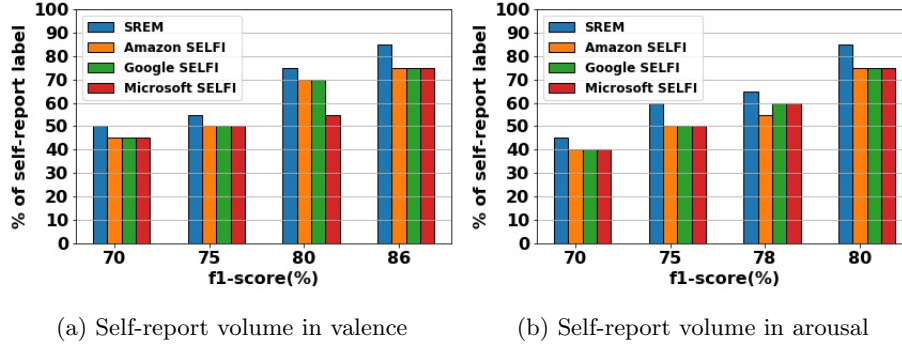 100
90
80
70
60
50
40
30
20
10
0
% of self-report label
SREM
Amazon SELFI
Google SELFI
Microsoft SELFI
70 75 80 86
f1-score(%)
(a) Self-report volume in valence
100
90
80
70
60
50
40
30
20
10
0
% of self-report label
SREM
Amazon SELFI
Google SELFI
Microsoft SELFI
70 75 78 80
f1-score(%)
(b) Self-report volume in arousal